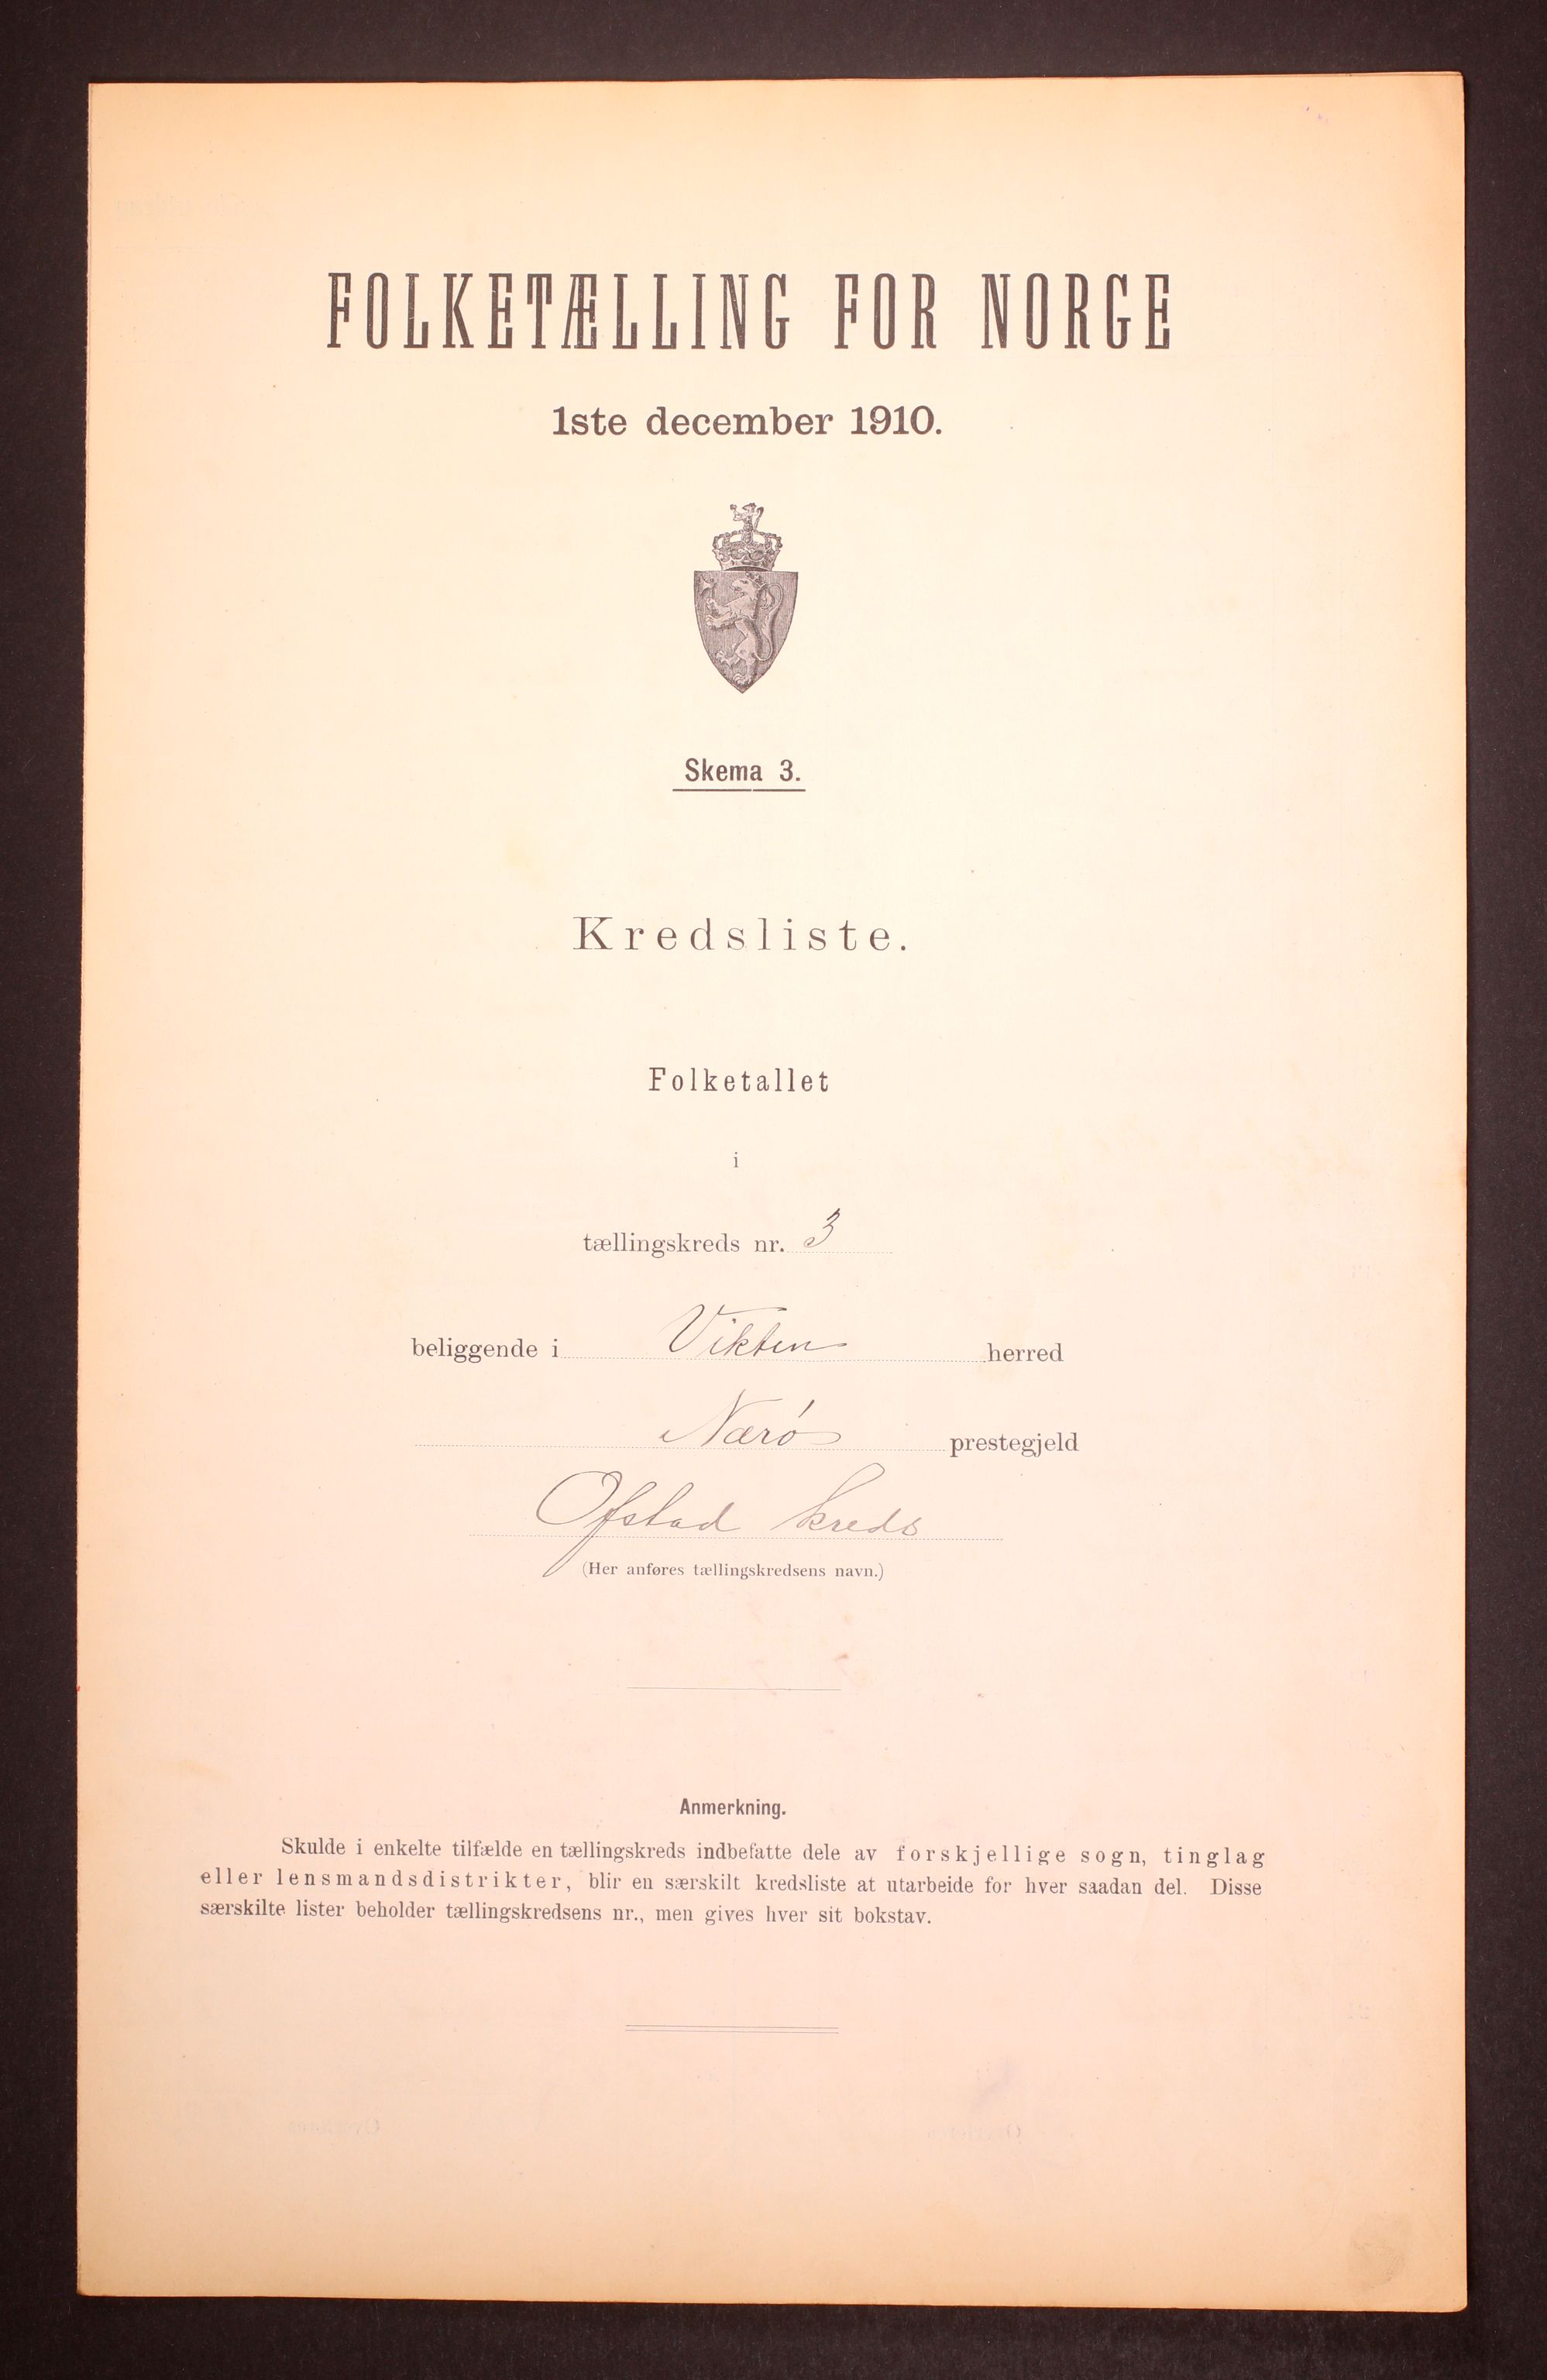 FOLKETÆLLING FOR NORGE
1ste december 1910.
Skema 3.
Kredsliste.
Folketallet
i
tællingskreds nr. 3
beliggende i Vikten herred
Nærö prestegjeld
Ofstad kreds
(Her anføres tællingskredsens navn.)
Anmerkning.
Skulde i enkelte tilfælde en tællingskreds indbefatte dele av forskjellige sogn, tinglag
eller lensmandsdistrikter, blir en særskilt kredsliste at utarbeide for hver saadan del. Disse
særskilte lister beholder tællingskredsens nr., men gives hver sit bokstav.